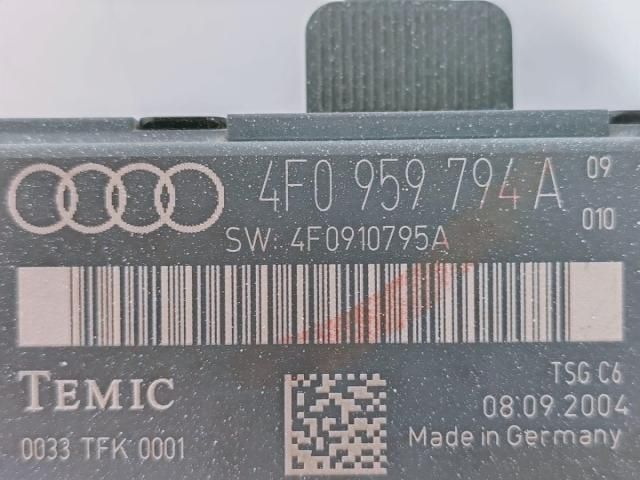 4F0 959 794 A 09
010
SW: 4F0910795A
TEMIC
TSG C6
08.09.2004
0033 TFK 0001
Made in Germany